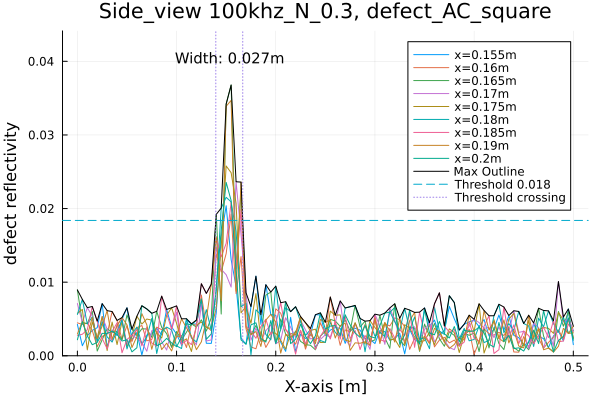 Side_view 100khz_N_0.3, defect_AC_square
Width: 0.027m
x=0.155m
x=0.16m
x=0.165m
x=0.17m
x=0.175m
x=0.18m
x=0.185m
x=0.19m
x=0.2m
Max Outline
Threshold 0.018
Threshold crossing
defect reflectivity
0.04
0.03
0.02
0.01
0.00
0.0 0.1 0.2 0.3 0.4 0.5
X-axis [m]